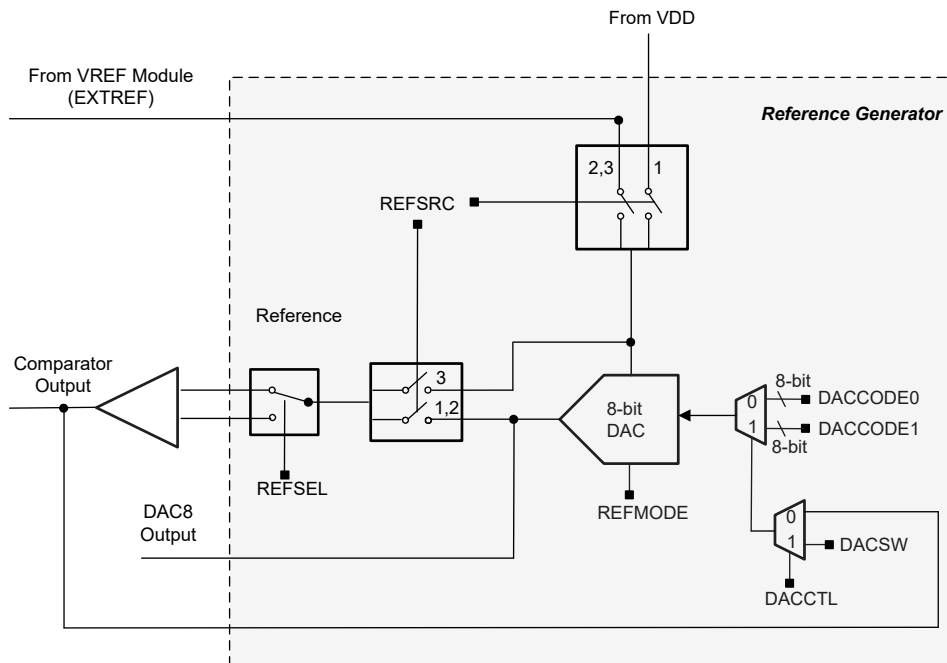 From VDD
From VREF Module
(EXTREF)
Reference Generator
2,3
1
REFSRC
Reference
Comparator
Output
3
1,2
8-bit
DAC
0
1
8-bit
DACCODE0
DACCODE1
8-bit
REFSEL
REFMODE
DAC8
Output
0
1
DACSW
DACCTL